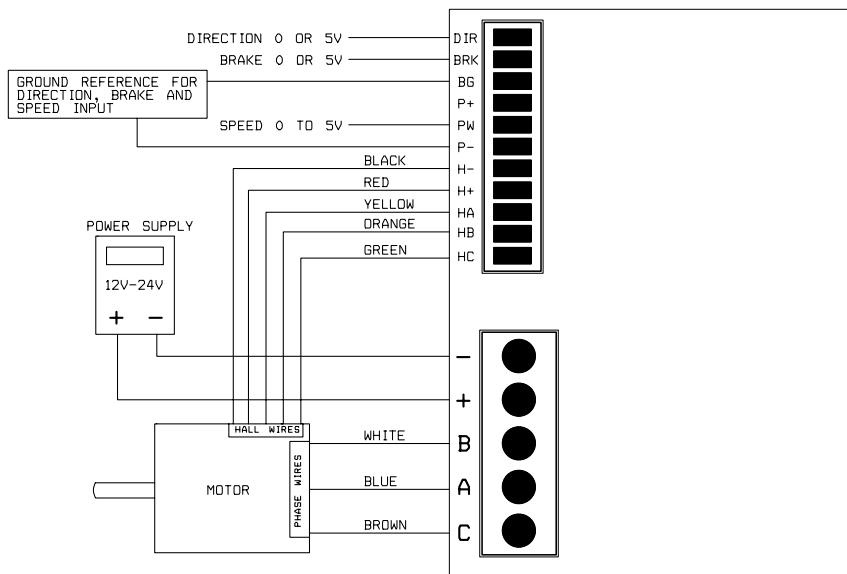 DIRECTION 0 OR 5V
DIR
BRAKE 0 OR 5V
BRK
GROUND REFERENCE FOR
DIRECTION, BRAKE AND
SPEED INPUT
BG
P+
SPEED 0 TO 5V
PW
P-
BLACK
H-
RED
H+
YELLOW
HA
ORANGE
HB
GREEN
HC
POWER SUPPLY
12V-24V
+ -
-
+
HALL WIRES
WHITE
B
MOTOR
PHASE WIRES
BLUE
A
BROWN
C